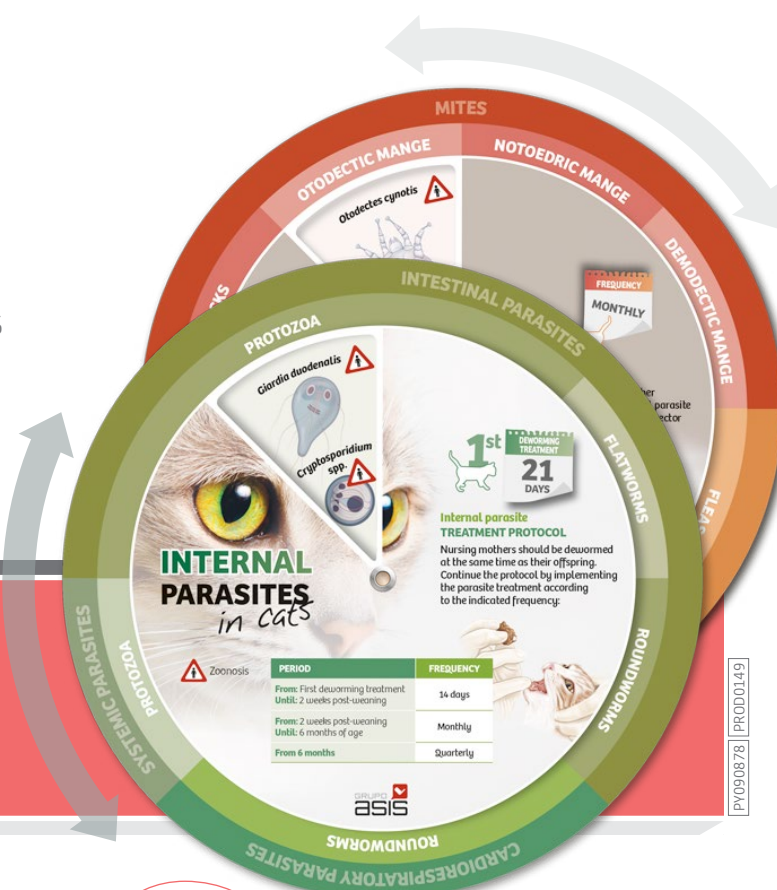 MITES
OTODECTIC MANGE
NOTOEDRIC MANGE
DEMODECTIC MANGE
Otodectes cynotis
FREQUENCY
MONTHLY
parasite
FLEAS
INTESTINAL PARASITES
PROTOZOA
FLATWORMS
ROUNDWORMS
Giardia duodenalis
Cryptosporidium
spp.
1st
DEWORMING
TREATMENT
21
DAYS
Internal parasite
TREATMENT PROTOCOL
Nursing mothers should be dewormed
at the same time as their offspring.
Continue the protocol by implementing
the parasite treatment according
to the indicated frequency:
INTERNAL
PARASITES
in cats
Zoonosis
PERIOD FREQUENCY
From: First deworming treatment
Until: 2 weeks post-weaning
14 days
From: 2 weeks post-weaning
Until: 6 months of age
Monthly
From 6 months Quarterly
GRUPO
asis
SYSTEMIC PARASITES
PROTOZOA
ROUNDWORMS
CARDIORESPIRATORY PARASITES
PY090878 PROD0149